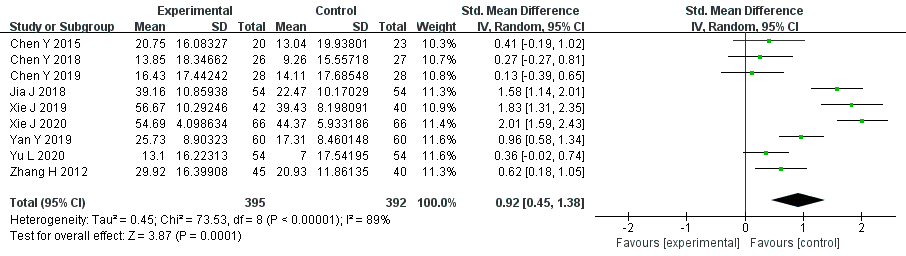 Experimental Control Std. Mean Difference Std. Mean Difference
Study or Subgroup Mean SD Total Mean SD Total Weight IV, Random, 95% CI IV, Random, 95% CI
Chen Y 2015 20.75 16.08327 20 13.04 19.93801 23 10.3% 0.41 [-0.19, 1.02]
Chen Y 2018 13.85 18.34662 26 9.26 15.55718 27 10.7% 0.27 [-0.27, 0.81]
Chen Y 2019 16.43 17.44242 28 14.11 17.68548 28 10.8% 0.13 [-0.39, 0.65]
Jia J 2018 39.16 10.85938 54 22.47 10.17029 54 11.3% 1.58 [1.14, 2.01]
Xie J 2019 56.67 10.29246 42 39.43 8.198091 40 10.8% 1.83 [1.31, 2.35]
Xie J 2020 54.69 4.098634 66 44.37 5.933186 66 11.4% 2.01 [1.59, 2.43]
Yan Y 2019 25.73 8.90323 60 17.31 8.460148 60 11.6% 0.96 [0.58, 1.34]
Yu L 2020 13.1 16.22313 54 7 17.54195 54 11.6% 0.36 [-0.02, 0.74]
Zhang H 2012 29.92 16.39908 45 20.93 11.86135 40 11.3% 0.62 [0.18, 1.05]
Total (95% CI) 395 392 100.0% 0.92 [0.45, 1.38]
Heterogeneity: Tau² = 0.45; Chi² = 73.53, df = 8 (P < 0.00001); I² = 89%
Test for overall effect: Z = 3.87 (P = 0.0001)
-2 -1 0 1 2
Favours [experimental] Favours [control]